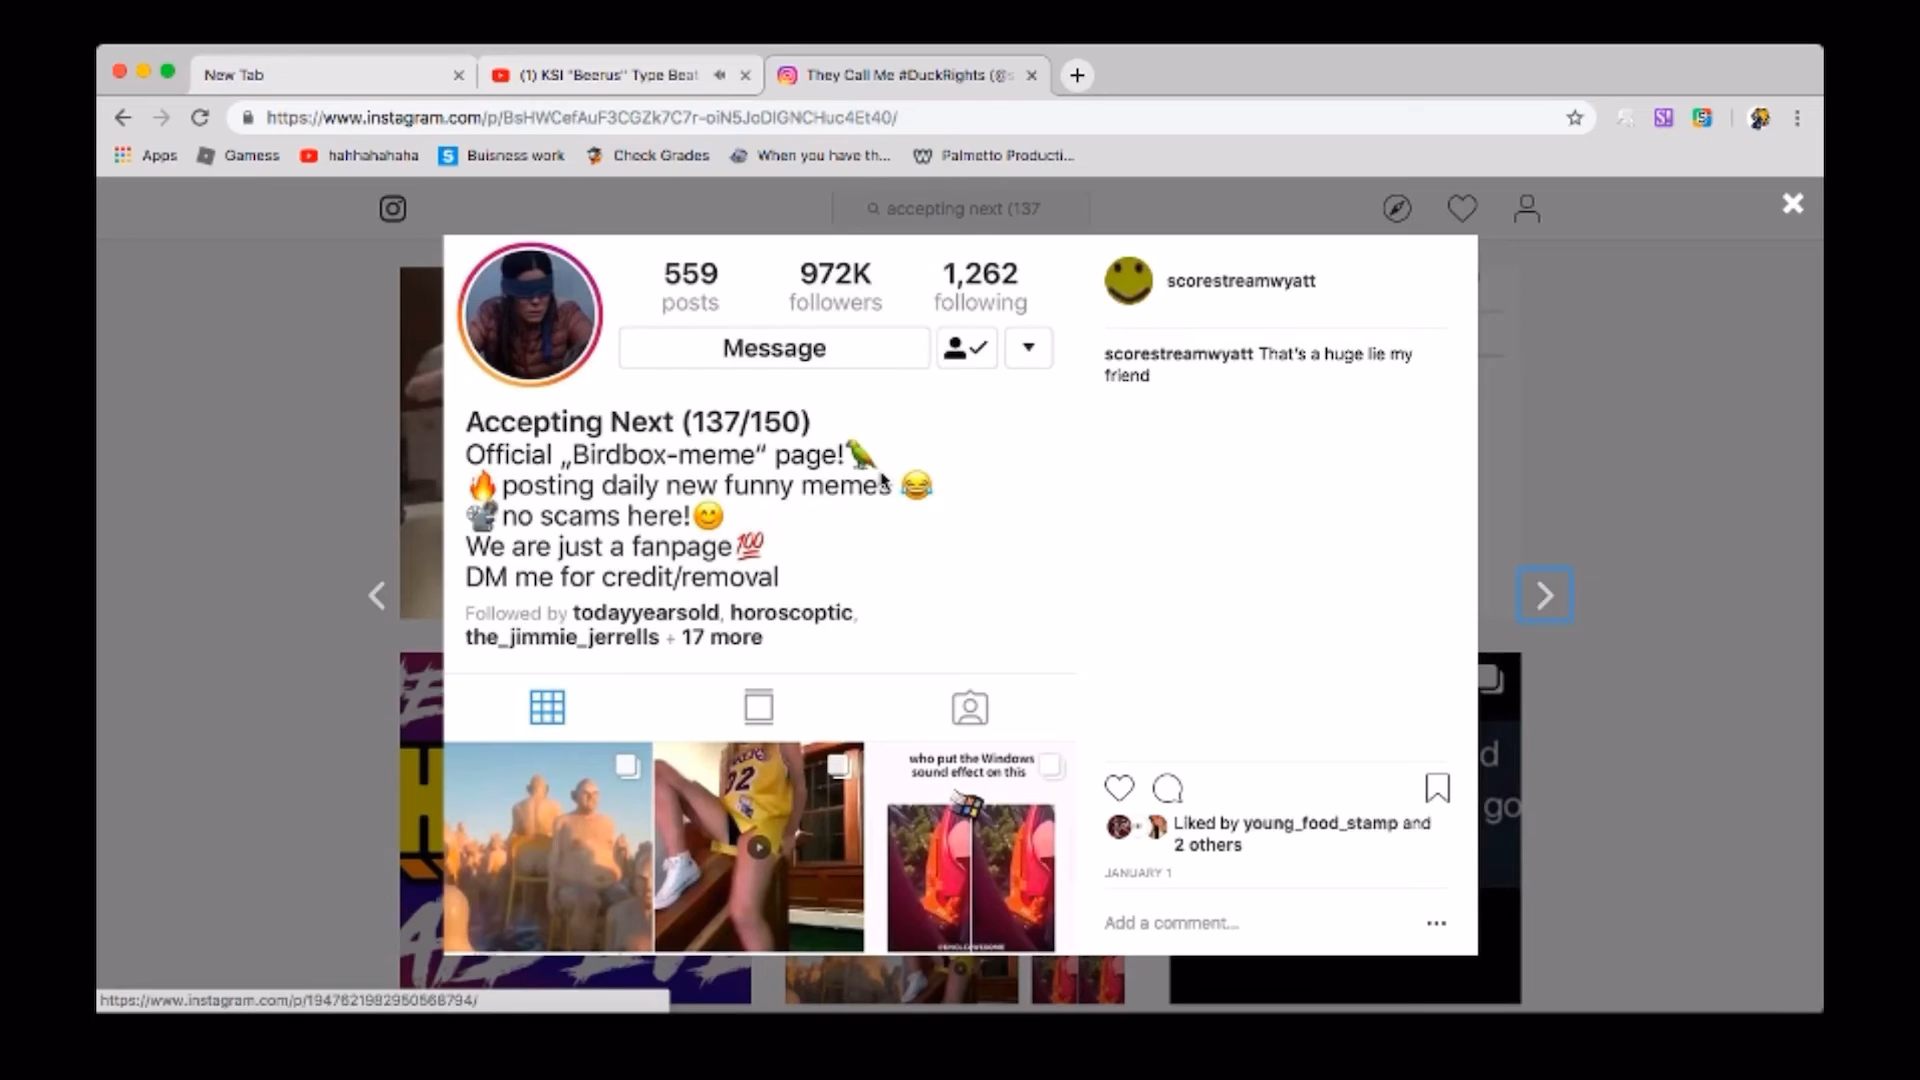 New Tab
(1) KSI "Beerus" Type Beat
They Call Me #DuckRights (@s
https://www.instagram.com/p/BsHWCefAuF3CGZk7C7r-oiN5JoDIGNCHuc4Et40/
Apps
Gamess
hahhahahaha
Buisness work
Check Grades
When you have th...
Palmetto Producti...
accepting next (137
559
posts
972K
followers
1,262
following
Message
Accepting Next (137/150)
Official „Birdbox-meme“ page!🦜
🔥posting daily new funny memes 😂
📽no scams here!😊
We are just a fanpage💯
DM me for credit/removal
Followed by todayyearsold, horoscoptic,
the_jimmie_jerrells + 17 more
who put the Windows
sound effect on this
scorestreamwyatt
scorestreamwyatt That's a huge lie my
friend
Liked by young_food_stamp and
2 others
JANUARY 1
Add a comment...
LAKERS
32
d
go
https://www.instagram.com/p/1947621982950568794/